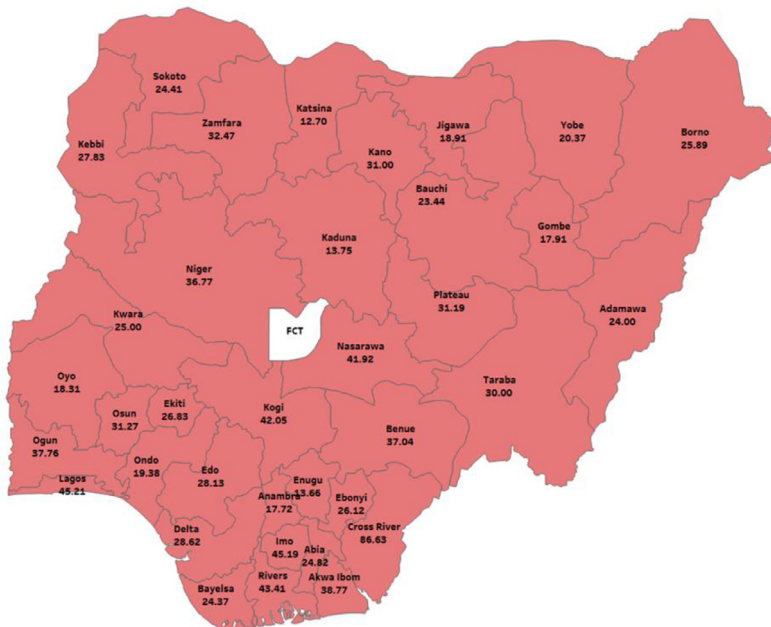 Sokoto
24.41
Zamfara
32.47
Katsina
12.70
Kebbi
27.83
Kano
31.00
Jigawa
18.91
Yobe
20.37
Borno
25.89
Bauchi
23.44
Gombe
17.91
Kaduna
13.75
Niger
36.77
Plateau
31.19
Adamawa
24.00
Kwara
25.00
FCT
Nasarawa
41.92
Taraba
30.00
Oyo
18.31
Osun
31.27
Ekiti
26.83
Kogi
42.05
Benue
37.04
Ogun
37.76
Lagos
45.21
Ondo
19.38
Edo
28.13
Enugu
13.66
Anambra
17.72
Ebonyi
26.12
Cross River
86.63
Delta
28.62
Imo
45.19
Abia
24.82
Bayelsa
24.37
Rivers
43.41
Akwa Ibom
38.77